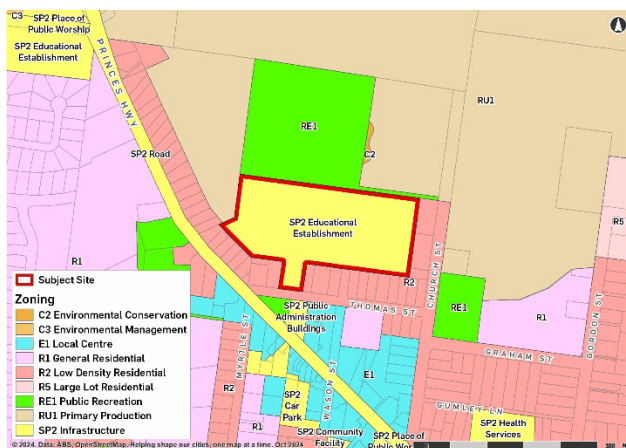 C3
SP2 Place of
Public Worship
SP2 Educational
Establishment
PRINCES HWY
RE1
RU1
C2
SP2 Road
SP2 Educational
Establishment
R5
R1
R2
CHURCH ST
GORDON ST
Subject Site
Zoning
C2 Environmental Conservation
C3 Environmental Management
E1 Local Centre
R1 General Residential
R2 Low Density Residential
R5 Large Lot Residential
RE1 Public Recreation
RU1 Primary Production
SP2 Infrastructure
SP2 Public
Administration
Buildings
THOMAS ST
RE1
R1
MYRTLE ST
GRAHAM ST
WASON ST
E1
R2
SP2
Car
Park
GUMLEY LN
R1
SP2 Community
Facility
SP2 Place of
Public Wor
SP2 Health
Services
© 2024. Data: ABS, OpenStreetMap. Helping shape our cities, one map at a time, Oct 2024